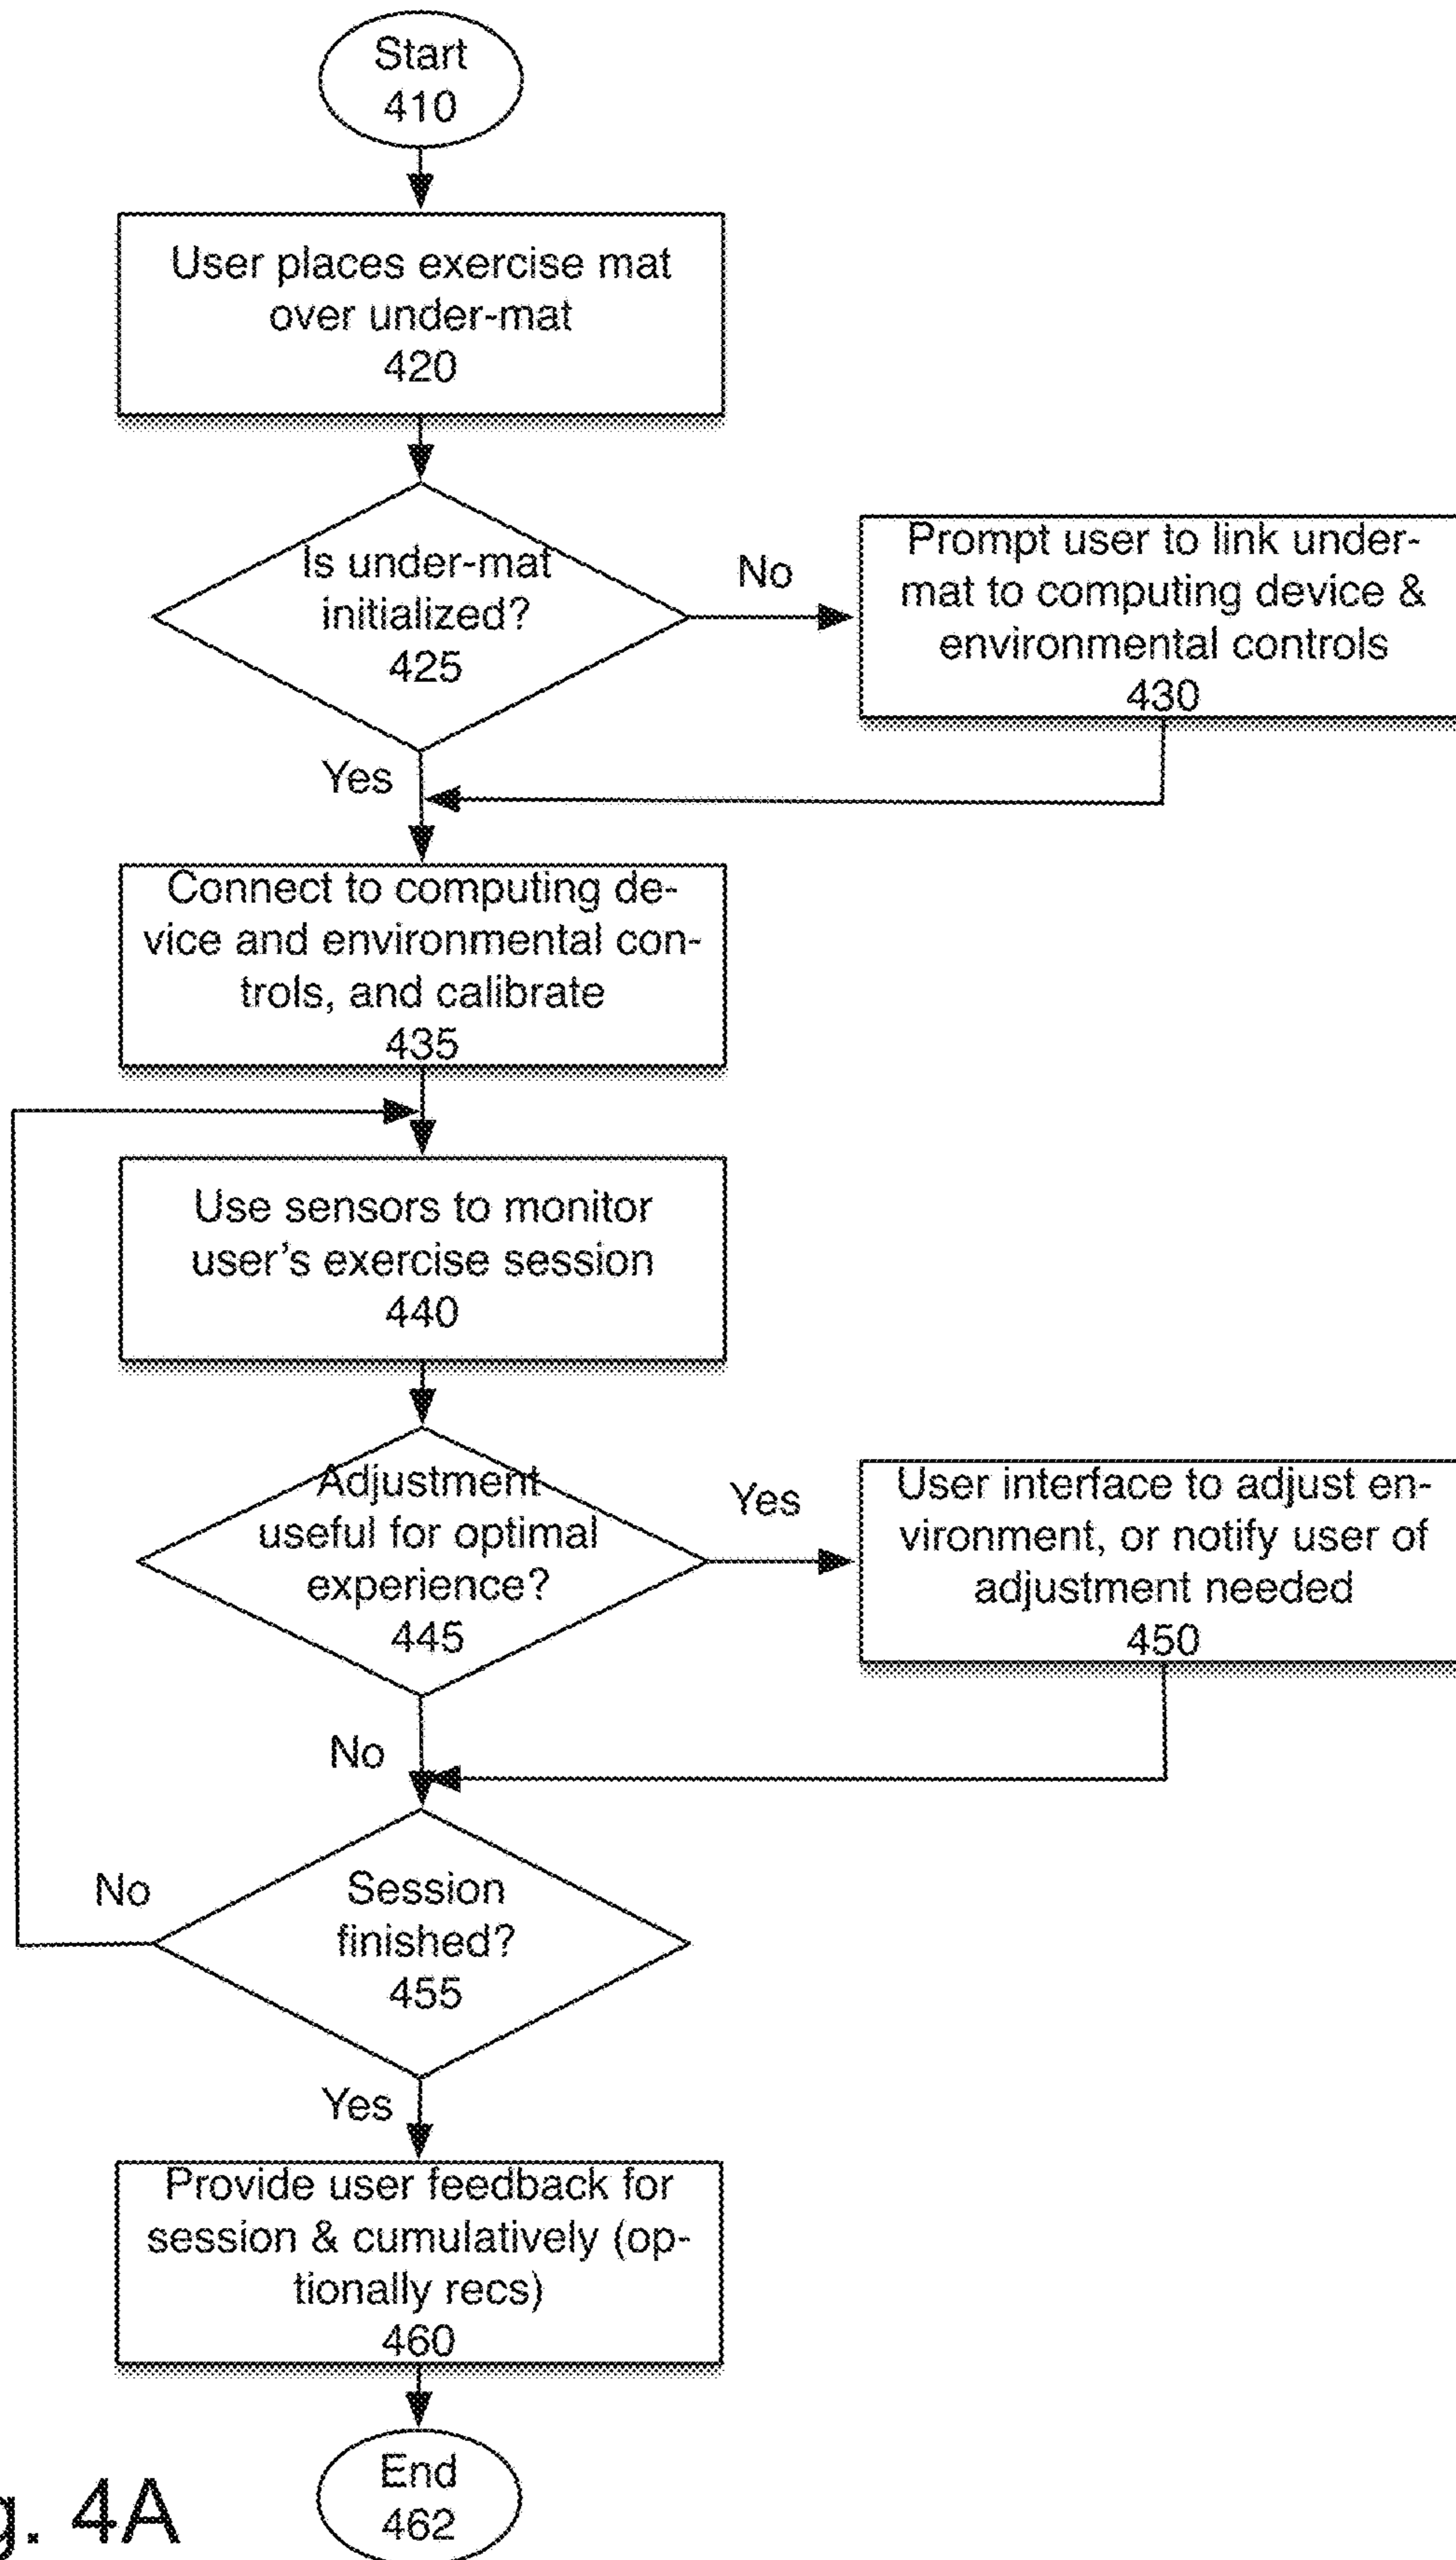 Start
410
User places exercise mat
over under-mat
420
Is under-mat
initialized?
425
No
Prompt user to link under-
mat to computing device &
environmental controls
430
Yes
Connect to computing de-
vice and environmental con-
trols, and calibrate
435
Use sensors to monitor
user's exercise session
440
Adjustment
useful for optimal
experience?
445
Yes
User interface to adjust en-
vironment, or notify user of
adjustment needed
450
No
Session
finished?
455
No
Yes
Provide user feedback for
session & cumulatively (op-
tionally recs)
460
End
462
g. 4A